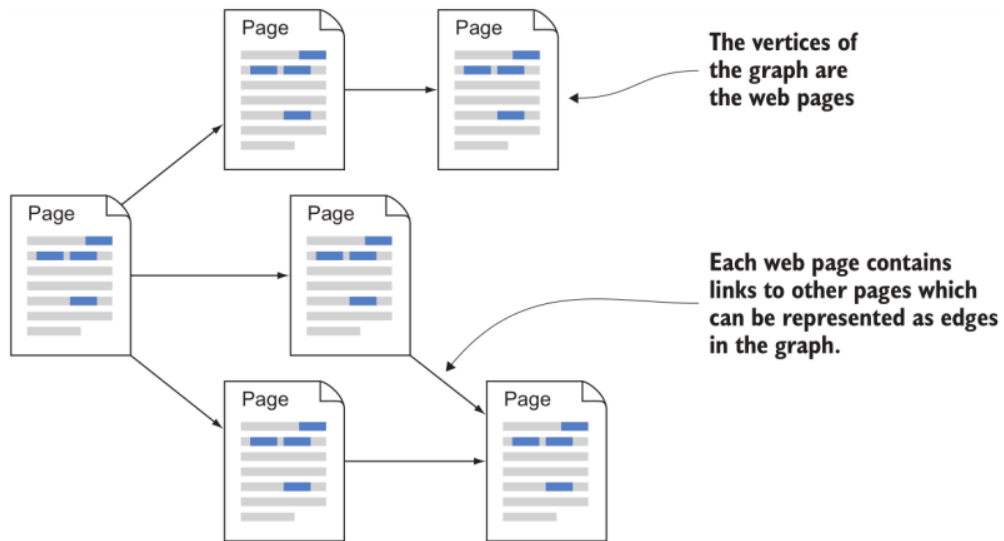 Page
Page
The vertices of
the graph are
the web pages
Page
Page
Each web page contains
links to other pages which
can be represented as edges
in the graph.
Page
Page